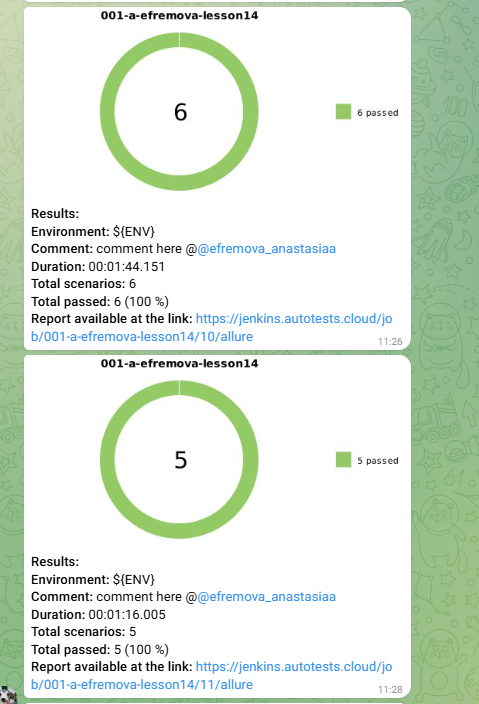 001-a-efremova-lesson14
6
6 passed
Results:
Environment: ${ENV}
Comment: comment here @@efremova_anastasiaa
Duration: 00:01:44.151
Total scenarios: 6
Total passed: 6 (100 %)
Report available at the link: https://jenkins.autotests.cloud/jo
b/001-a-efremova-lesson14/10/allure
11:26
001-a-efremova-lesson14
5
5 passed
Results:
Environment: ${ENV}
Comment: comment here @@efremova_anastasiaa
Duration: 00:01:16.005
Total scenarios: 5
Total passed: 5 (100 %)
Report available at the link: https://jenkins.autotests.cloud/jo
b/001-a-efremova-lesson14/11/allure
11:28